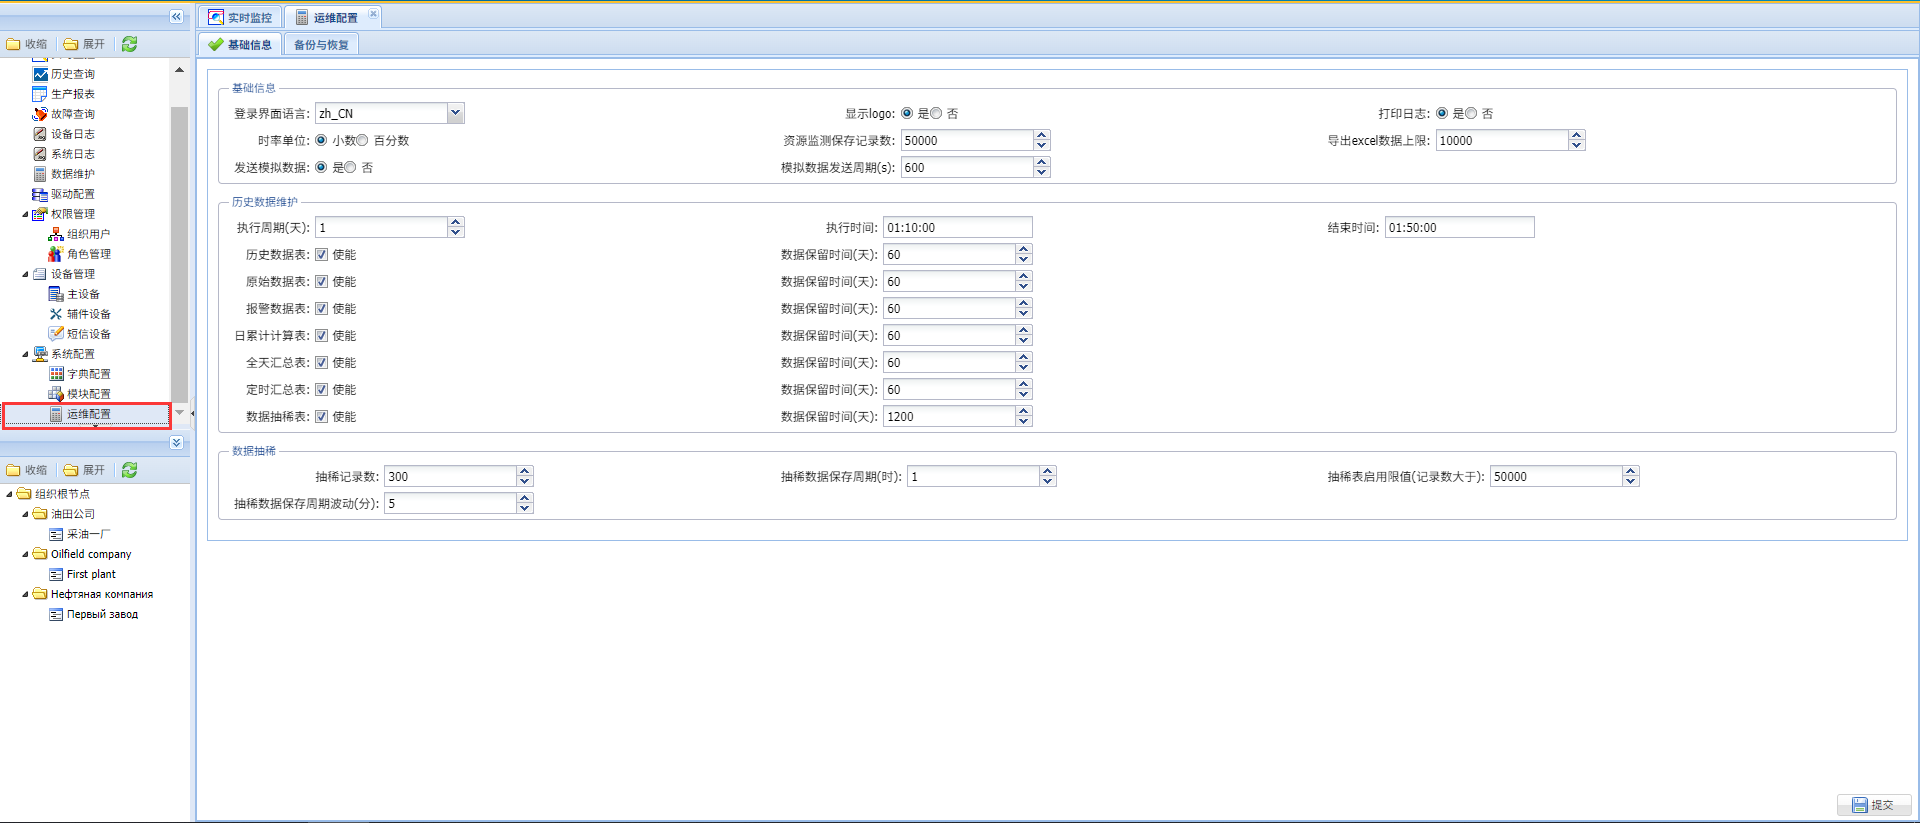 实时监控
运维配置
收缩
展开
基础信息
备份与恢复
历史查询
生产报表
故障查询
设备日志
系统日志
数据维护
驱动配置
权限管理
组织用户
角色管理
设备管理
主设备
辅件设备
短信设备
系统配置
字典配置
模块配置
运维配置
收缩
展开
组织根节点
油田公司
采油一厂
Oilfield company
First plant
Нефтяная компания
Первый завод
基础信息
登录界面语言: zh_CN
显示logo: 是 否
打印日志: 是 否
时率单位: 小数 百分数
资源监测保存记录数: 50000
导出excel数据上限: 10000
发送模拟数据: 是 否
模拟数据发送周期(s): 600
历史数据维护
执行周期(天): 1
执行时间: 01:10:00
结束时间: 01:50:00
历史数据表: 使能
数据保留时间(天): 60
原始数据表: 使能
数据保留时间(天): 60
报警数据表: 使能
数据保留时间(天): 60
日累计计算表: 使能
数据保留时间(天): 60
全天汇总表: 使能
数据保留时间(天): 60
定时汇总表: 使能
数据保留时间(天): 60
数据抽稀表: 使能
数据保留时间(天): 1200
数据抽稀
抽稀记录数: 300
抽稀数据保存周期(时): 1
抽稀表启用限值(记录数大于): 50000
抽稀数据保存周期波动(分): 5
提交